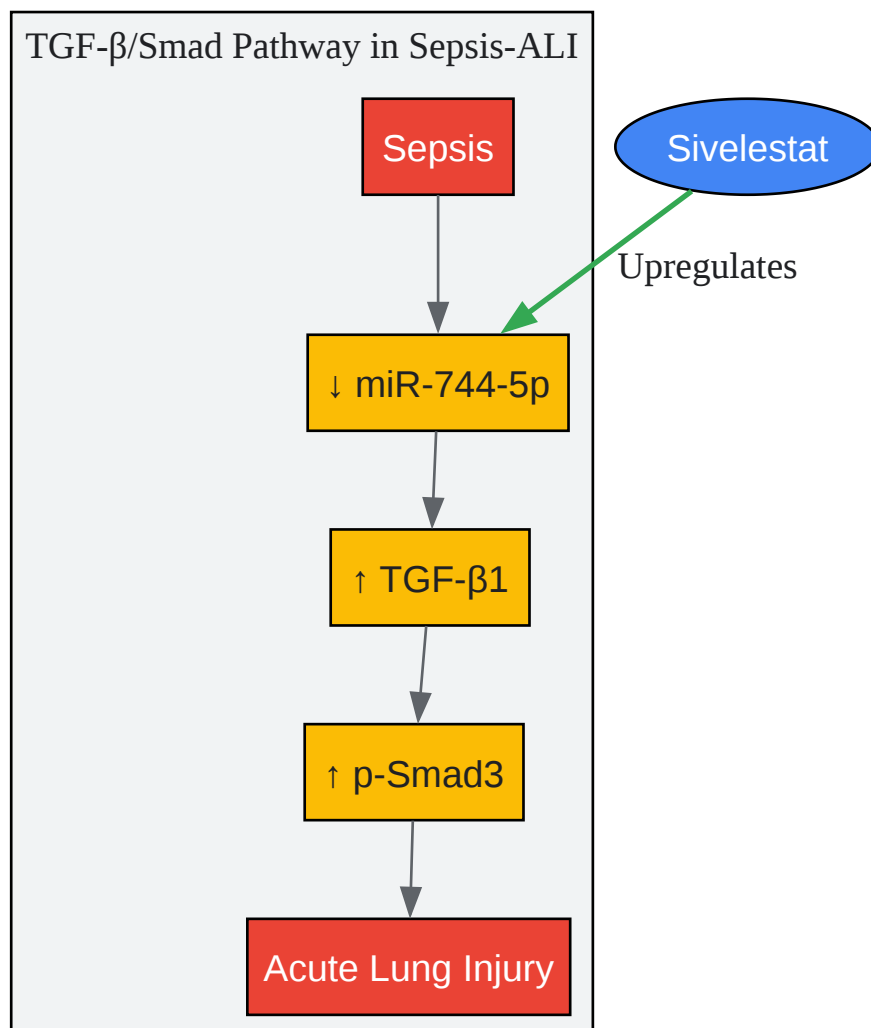 TGF-β/Smad Pathway in Sepsis-ALI
Sepsis
Sivelestat
Upregulates
↓ miR-744-5p
↑ TGF-β1
↑ p-Smad3
Acute Lung Injury